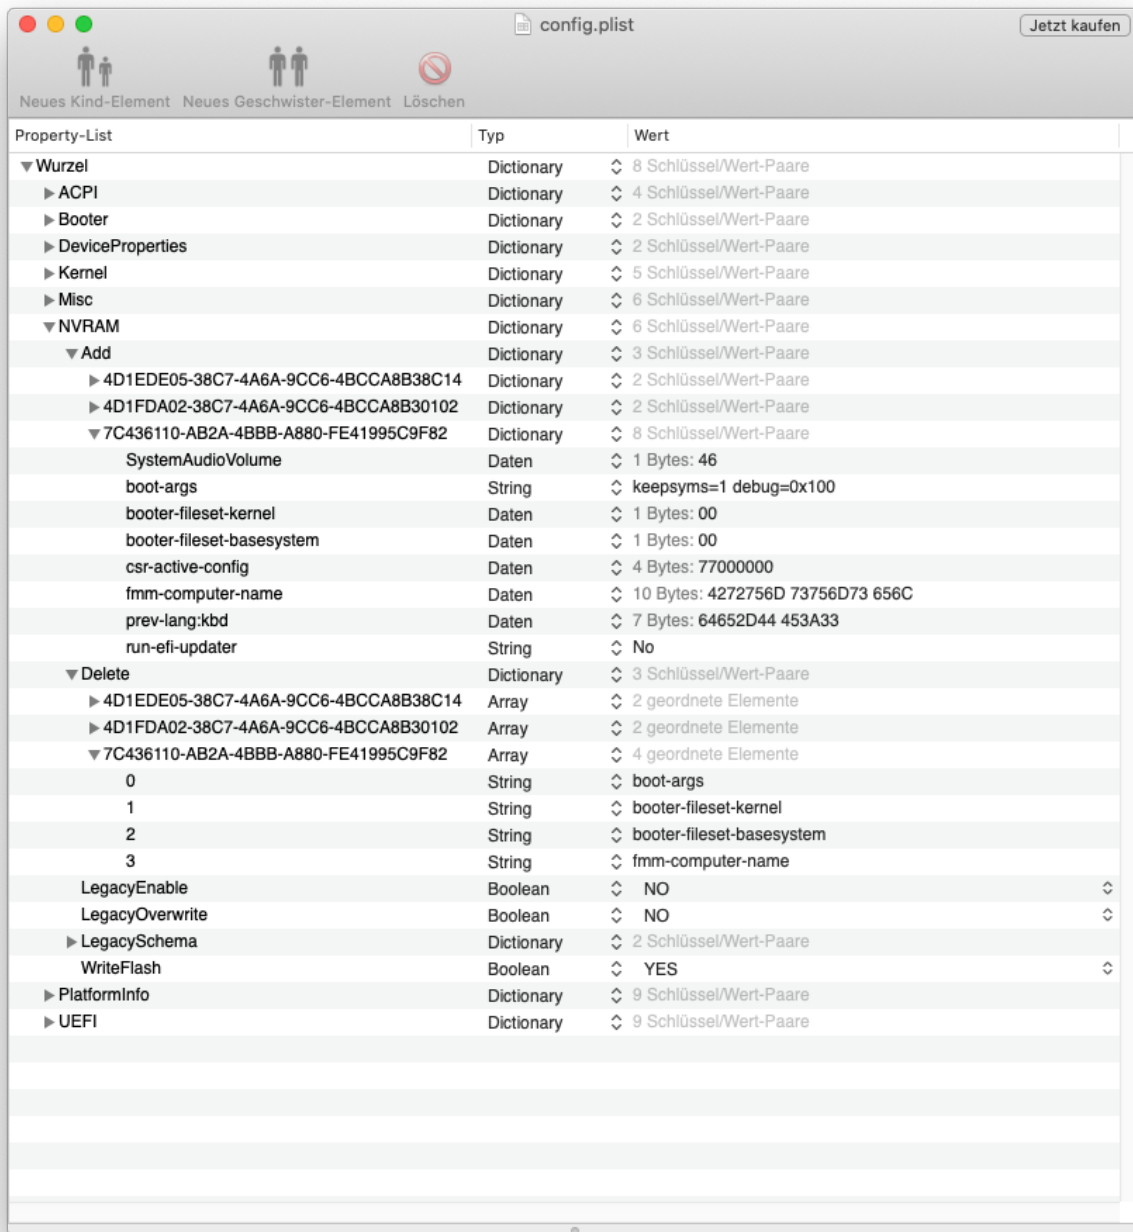 config.plist
Jetzt kaufen
Neues Kind-Element Neues Geschwister-Element Löschen
Property-List Typ Wert
Wurzel Dictionary 8 Schlüssel/Wert-Paare
ACPI Dictionary 4 Schlüssel/Wert-Paare
Booter Dictionary 2 Schlüssel/Wert-Paare
DeviceProperties Dictionary 2 Schlüssel/Wert-Paare
Kernel Dictionary 5 Schlüssel/Wert-Paare
Misc Dictionary 6 Schlüssel/Wert-Paare
NVRAM Dictionary 6 Schlüssel/Wert-Paare
Add Dictionary 3 Schlüssel/Wert-Paare
4D1EDE05-38C7-4A6A-9CC6-4BCCA8B38C14 Dictionary 2 Schlüssel/Wert-Paare
4D1FDA02-38C7-4A6A-9CC6-4BCCA8B30102 Dictionary 2 Schlüssel/Wert-Paare
7C436110-AB2A-4BBB-A880-FE41995C9F82 Dictionary 8 Schlüssel/Wert-Paare
SystemAudioVolume Daten 1 Bytes: 46
boot-args String keepsyms=1 debug=0x100
booter-fileset-kernel Daten 1 Bytes: 00
booter-fileset-basesystem Daten 1 Bytes: 00
csr-active-config Daten 4 Bytes: 77000000
fmm-computer-name Daten 10 Bytes: 4272756D 73756D73 656C
prev-lang:kbd Daten 7 Bytes: 64652D44 453A33
run-efi-updater String No
Delete Dictionary 3 Schlüssel/Wert-Paare
4D1EDE05-38C7-4A6A-9CC6-4BCCA8B38C14 Array 2 geordnete Elemente
4D1FDA02-38C7-4A6A-9CC6-4BCCA8B30102 Array 2 geordnete Elemente
7C436110-AB2A-4BBB-A880-FE41995C9F82 Array 4 geordnete Elemente
0 String boot-args
1 String booter-fileset-kernel
2 String booter-fileset-basesystem
3 String fmm-computer-name
LegacyEnable Boolean NO
LegacyOverwrite Boolean NO
LegacySchema Dictionary 2 Schlüssel/Wert-Paare
WriteFlash Boolean YES
PlatformInfo Dictionary 9 Schlüssel/Wert-Paare
UEFI Dictionary 9 Schlüssel/Wert-Paare